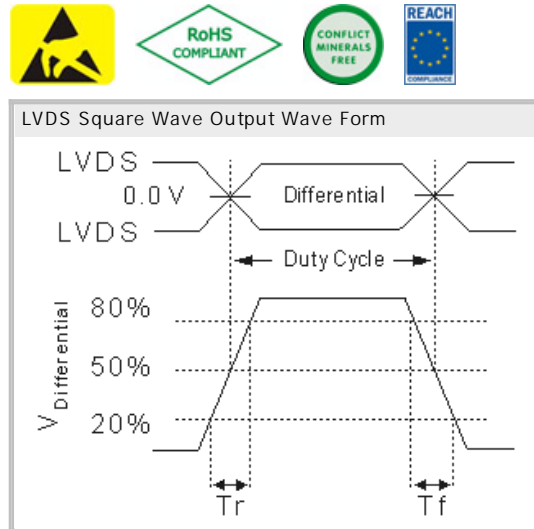 RoHS
COMPLIANT
CONFLICT
MINERALS
FREE
REACH
COMPLIANCE
LVDS Square Wave Output Wave Form
LVDS
0.0 V
Differential
LVDS
Duty Cycle
80%
50%
20%
V Differential
Tr
Tf